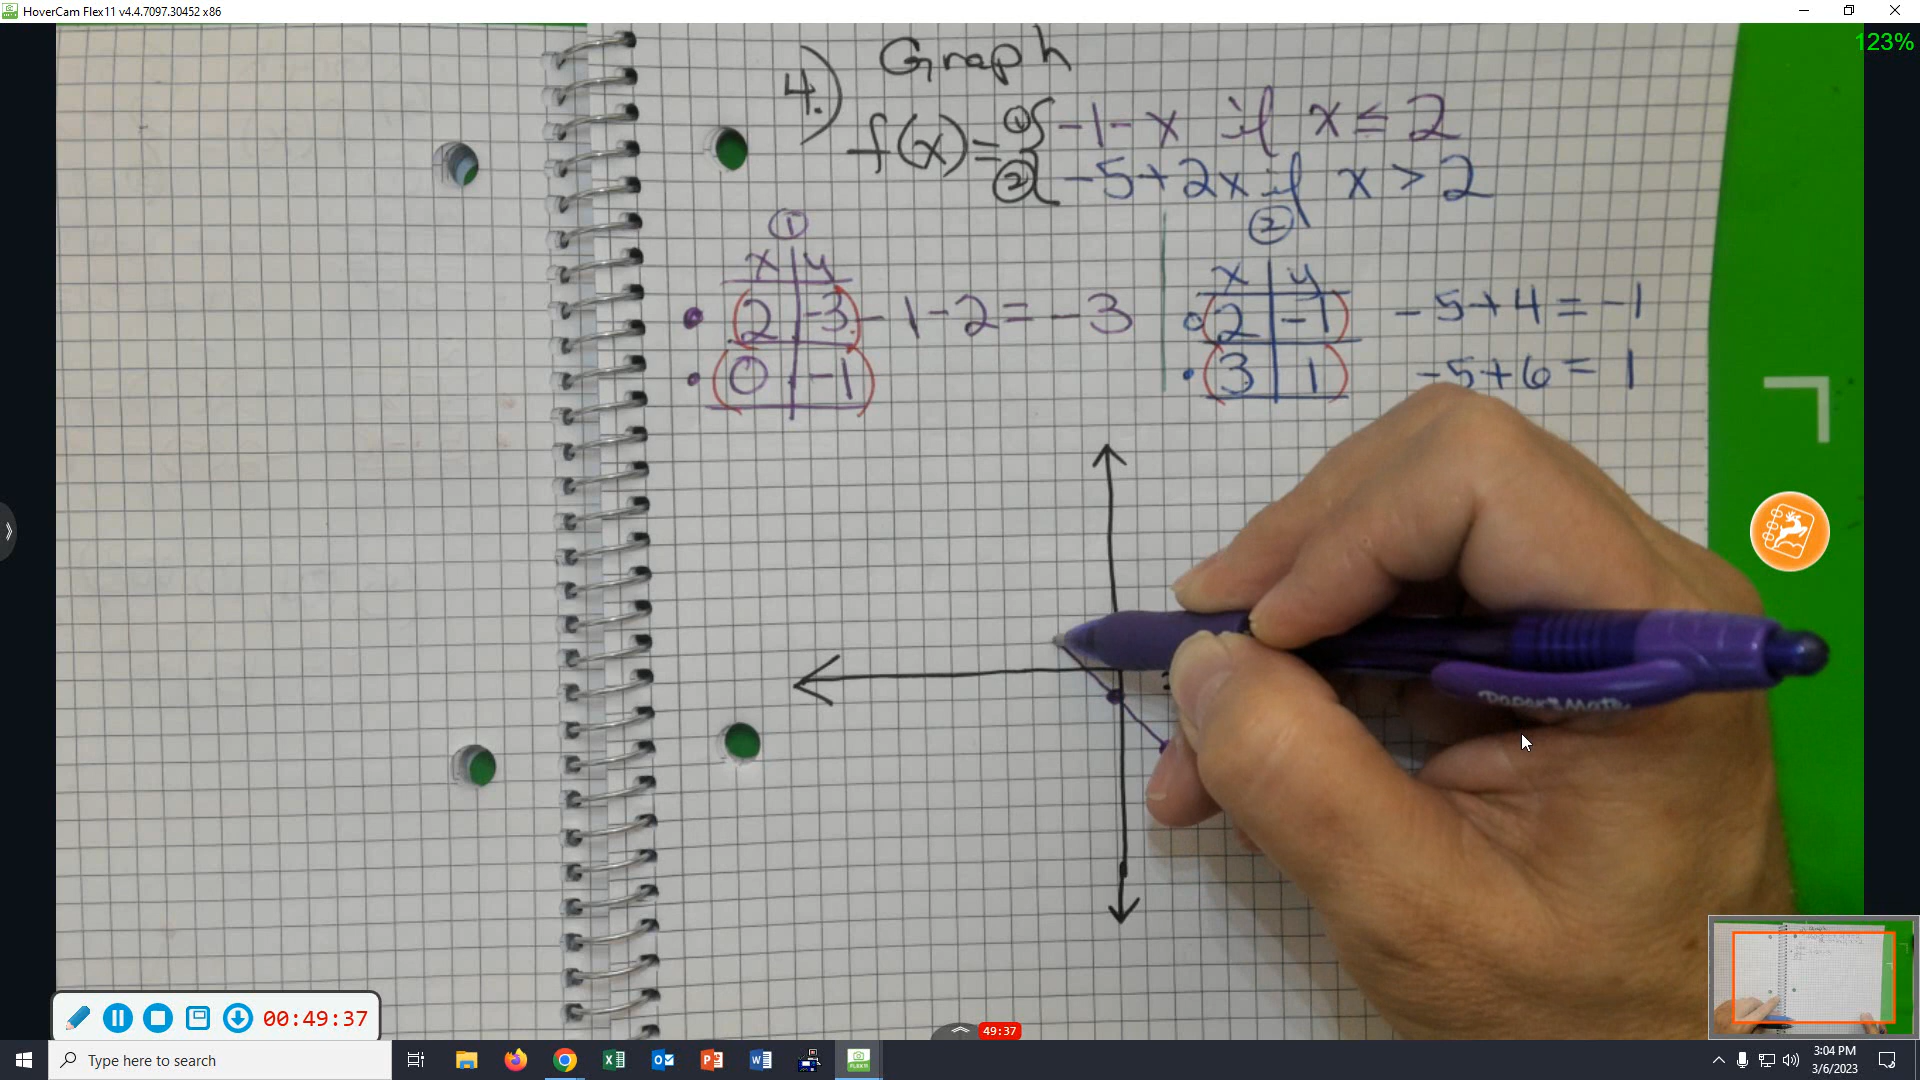 HoverCam Flex11 v4.4.7097.30452 x86
123%
4.) Graph
f(x) = { ① -1 - x if x ≤ 2
② -5 + 2x if x > 2
① ②
x y x y
2 -3 -1-2 = -3 2 -1 -5+4 = -1
0 -1 3 1 -5+6 = 1
PaperMate
00:49:37
49:37
Type here to search
3:04 PM
3/6/2023